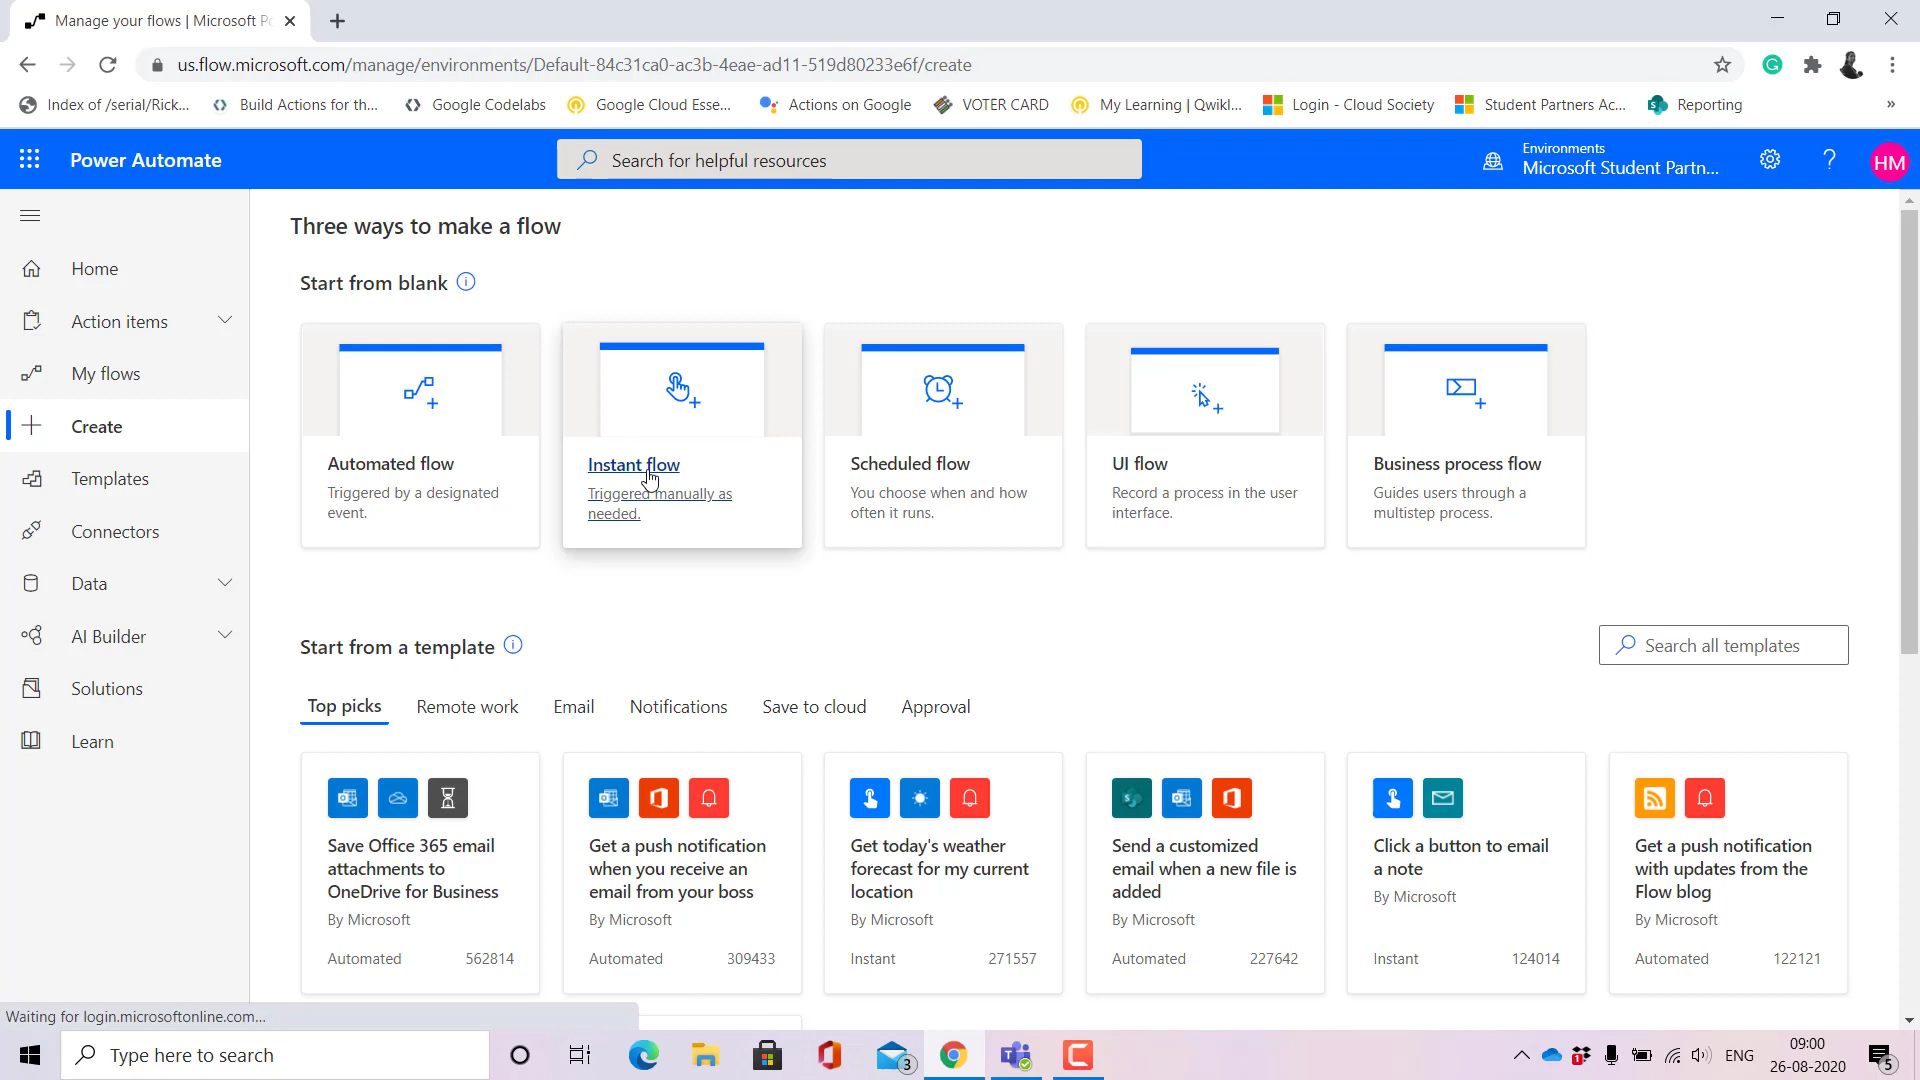 Manage your flows | Microsoft Po
us.flow.microsoft.com/manage/environments/Default-84c31ca0-ac3b-4eae-ad11-519d80233e6f/create
Index of /serial/Rick...
Build Actions for th...
Google Codelabs
Google Cloud Esse...
Actions on Google
VOTER CARD
My Learning | Qwikl...
Login - Cloud Society
Student Partners Ac...
Reporting
»
Power Automate
Search for helpful resources
Environments
Microsoft Student Partn...
?
HM
Three ways to make a flow
Start from blank
Home
Action items
My flows
Create
Templates
Connectors
Data
AI Builder
Solutions
Learn
Automated flow
Triggered by a designated
event.
Instant flow
Triggered manually as
needed.
Scheduled flow
You choose when and how
often it runs.
UI flow
Record a process in the user
interface.
Business process flow
Guides users through a
multistep process.
Start from a template
Search all templates
Top picks
Remote work
Email
Notifications
Save to cloud
Approval
Save Office 365 email
attachments to
OneDrive for Business
By Microsoft
Automated 562814
Get a push notification
when you receive an
email from your boss
By Microsoft
Automated 309433
Get today's weather
forecast for my current
location
By Microsoft
Instant 271557
Send a customized
email when a new file is
added
By Microsoft
Automated 227642
Click a button to email
a note
By Microsoft
Instant 124014
Get a push notification
with updates from the
Flow blog
By Microsoft
Automated 122121
Waiting for login.microsoftonline.com...
Type here to search
3
1
ENG
09:00
26-08-2020
5